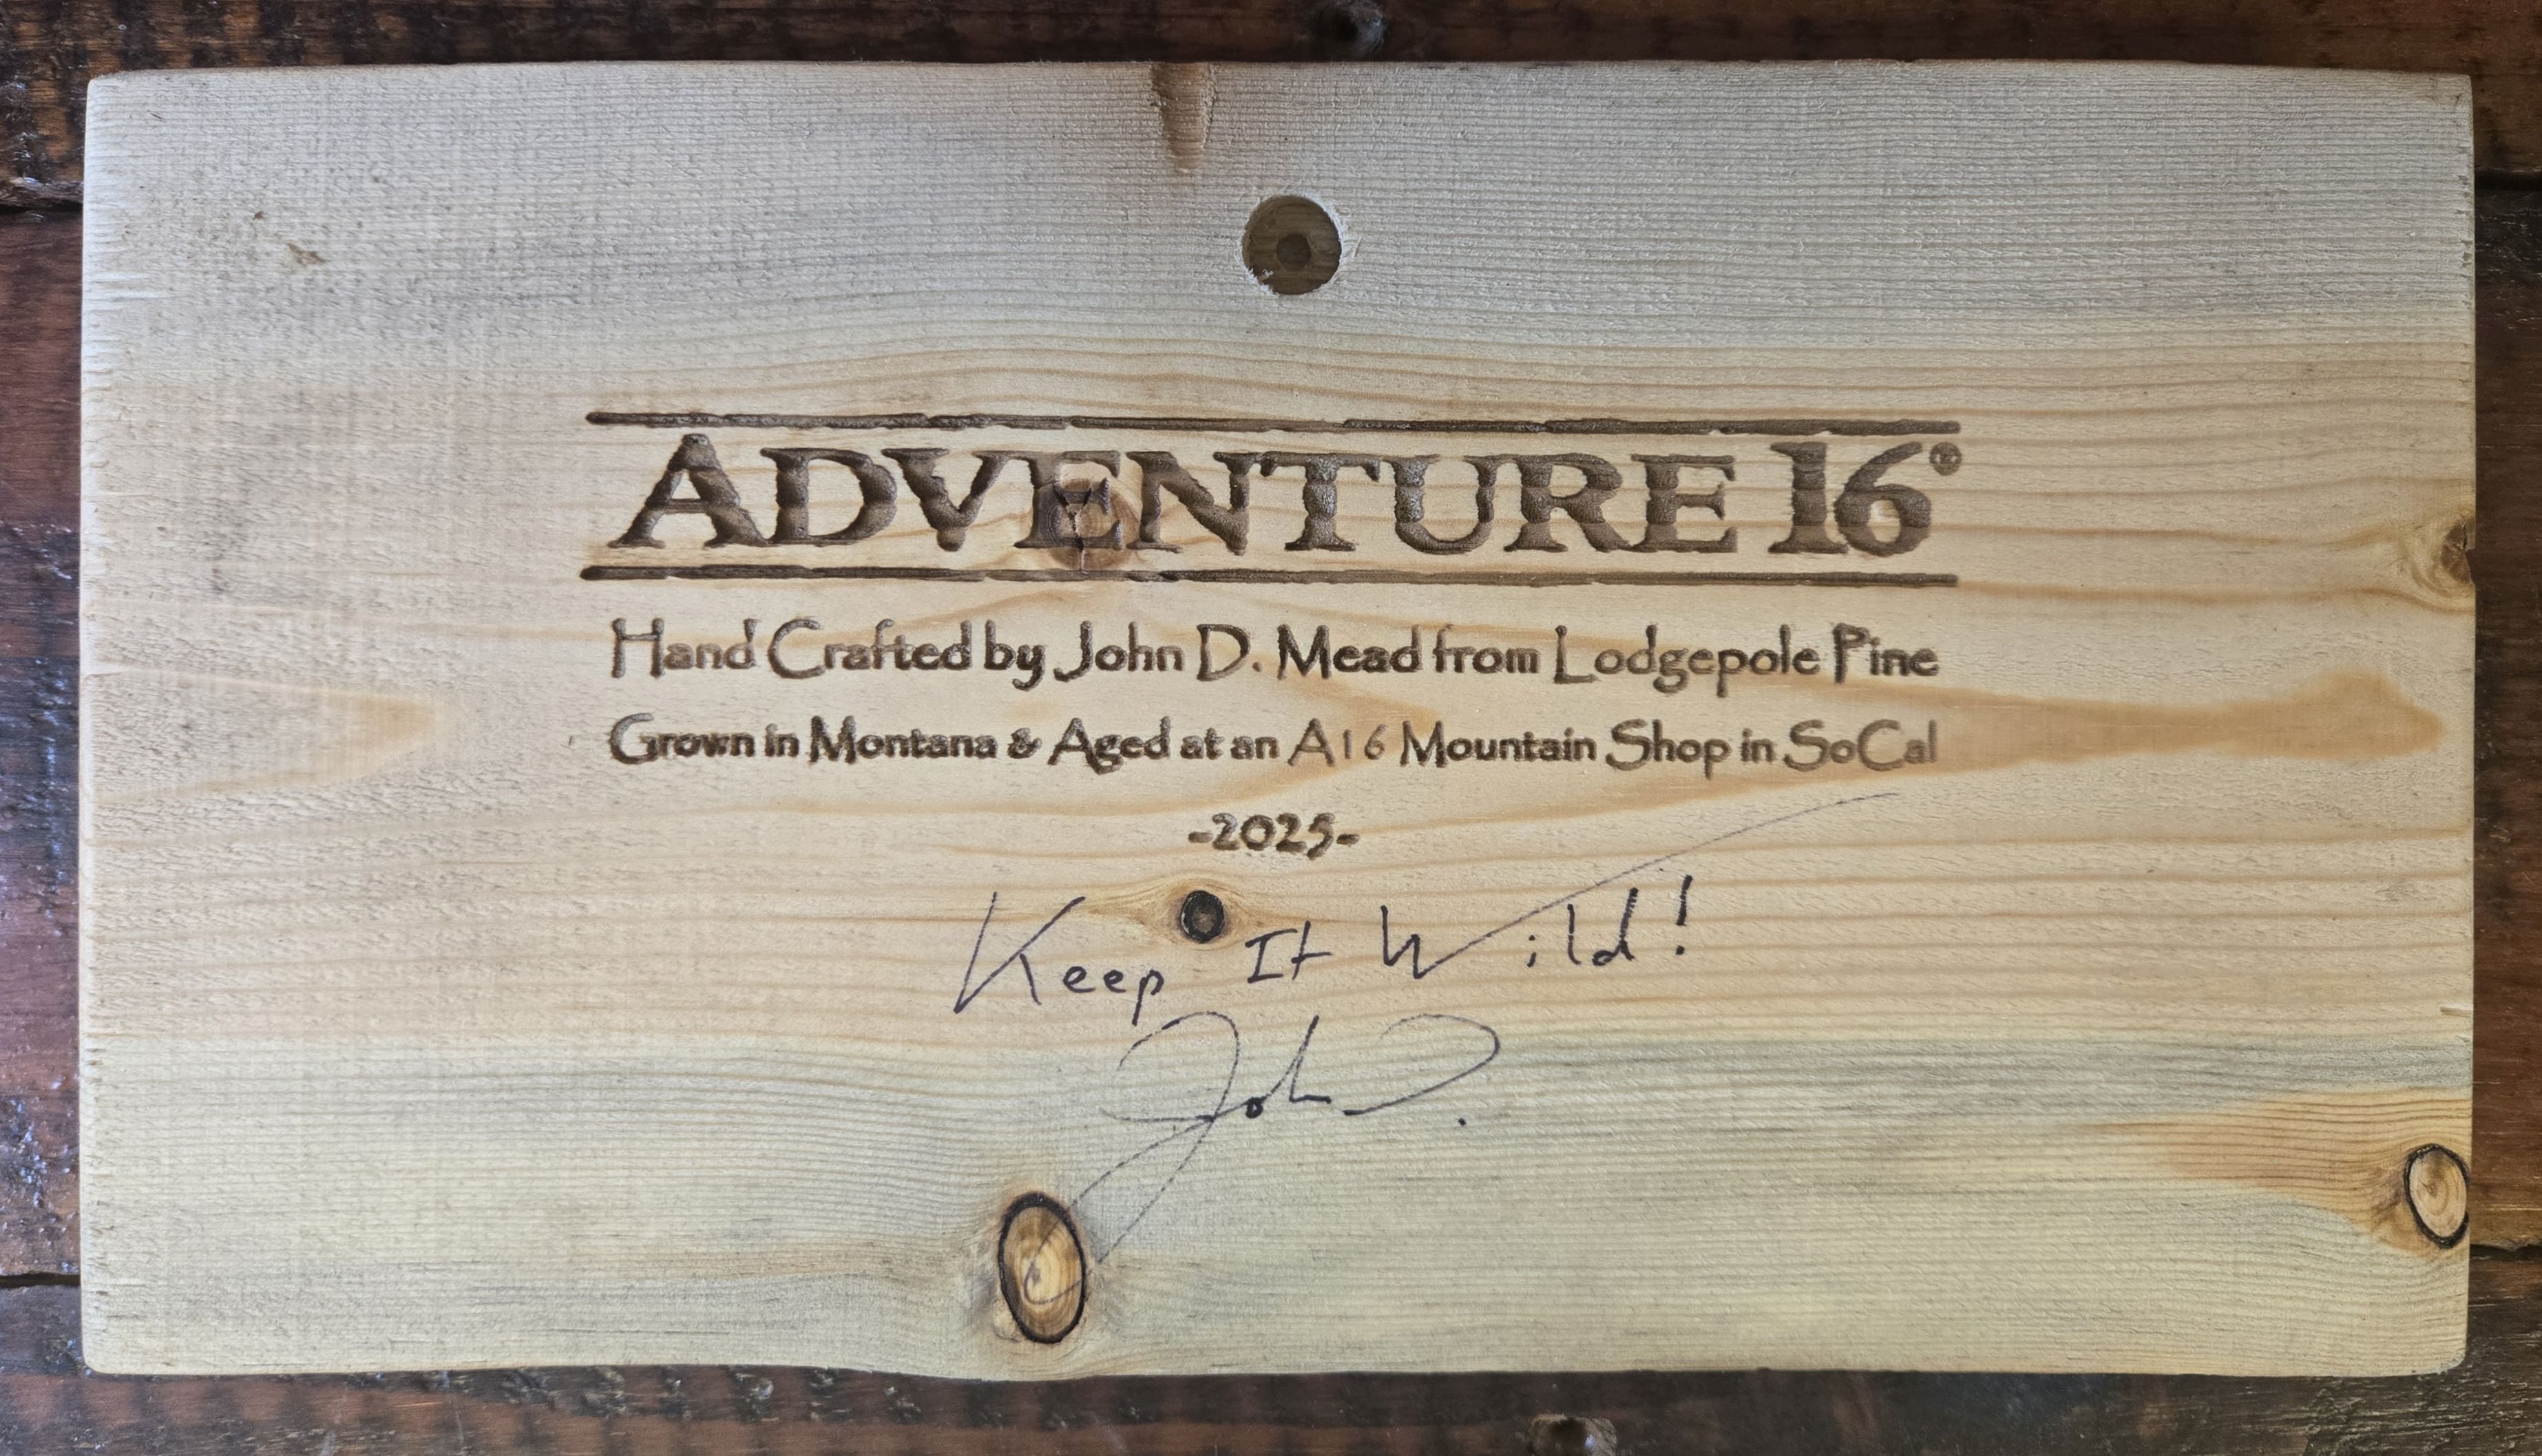 ADVENTURE 16®
Hand Crafted by John D. Mead from Lodgepole Pine
Grown in Montana & Aged at an A16 Mountain Shop in SoCal
-2025-
Keep It Wild!
John D.